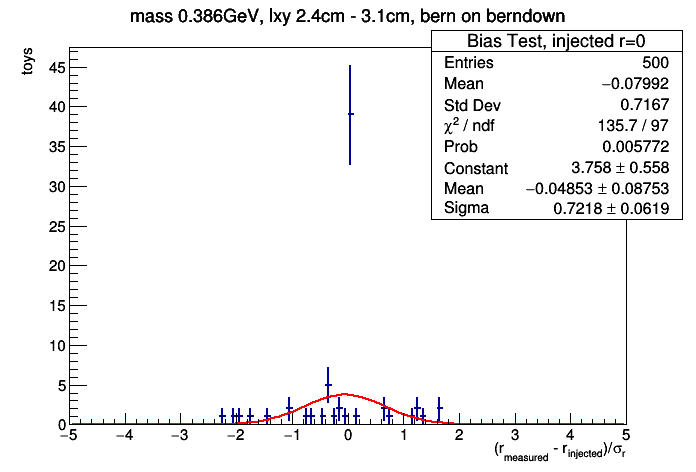 mass 0.386GeV, lxy 2.4cm - 3.1cm, bern on berndown
toys
Bias Test, injected r=0
Entries 500
Mean −0.07992
Std Dev 0.7167
χ² / ndf 135.7 / 97
Prob 0.005772
Constant 3.758 ± 0.558
Mean −0.04853 ± 0.08753
Sigma 0.7218 ± 0.0619
45
40
35
30
25
20
15
10
5
0
−5 −4 −3 −2 −1 0 1 2 3 4 5
(r_measured - r_injected)/σ_r